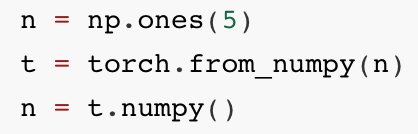 n = np.ones(5)
t = torch.from_numpy(n)
n = t.numpy()